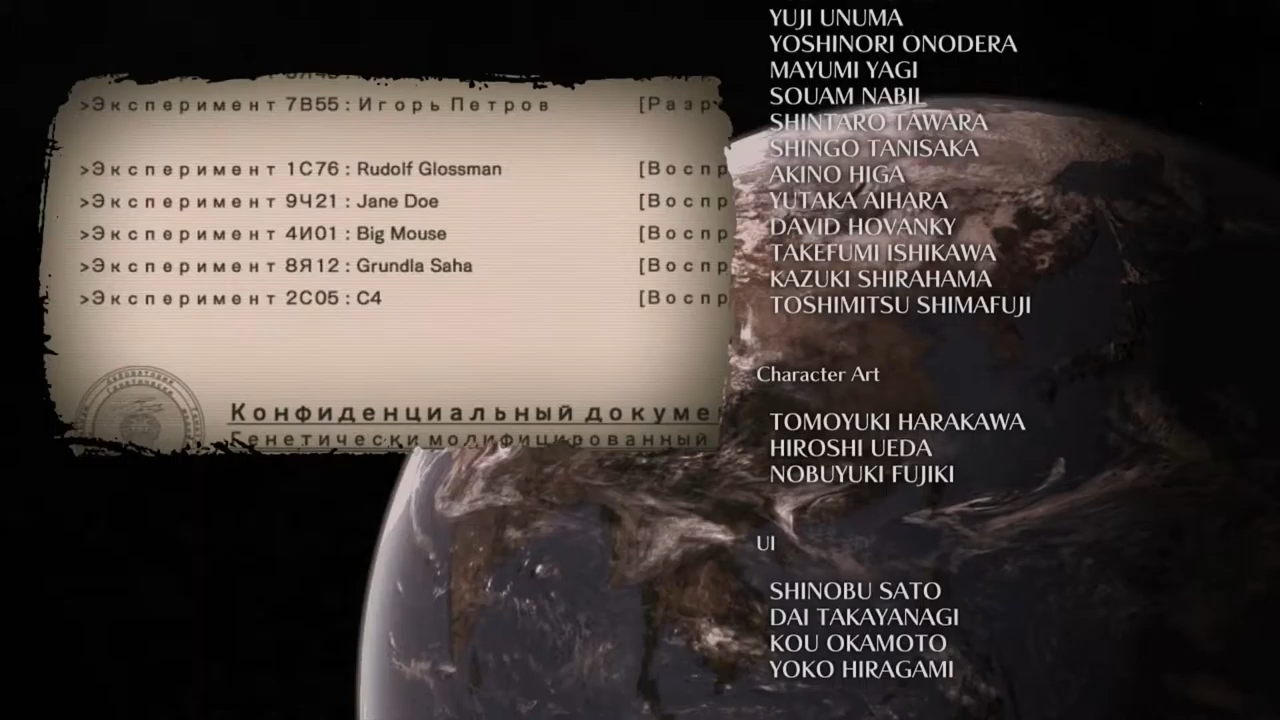 >Эксперимент 7В55 : Игорь Петров [Разр
>Эксперимент 1С76 : Rudolf Glossman [Воспр
>Эксперимент 9Ч21 : Jane Doe [Воспр
>Эксперимент 4И01 : Big Mouse [Воспр
>Эксперимент 8Я12 : Grundla Saha [Воспр
>Эксперимент 2С05 : C4 [Воспр
Конфиденциальный докуме
Генетически модифицированный
YUJI UNUMA
YOSHINORI ONODERA
MAYUMI YAGI
SOUAM NABIL
SHINTARO TAWARA
SHINGO TANISAKA
AKINO HIGA
YUTAKA AIHARA
DAVID HOVANKY
TAKEFUMI ISHIKAWA
KAZUKI SHIRAHAMA
TOSHIMITSU SHIMAFUJI
Character Art
TOMOYUKI HARAKAWA
HIROSHI UEDA
NOBUYUKI FUJIKI
UI
SHINOBU SATO
DAI TAKAYANAGI
KOU OKAMOTO
YOKO HIRAGAMI